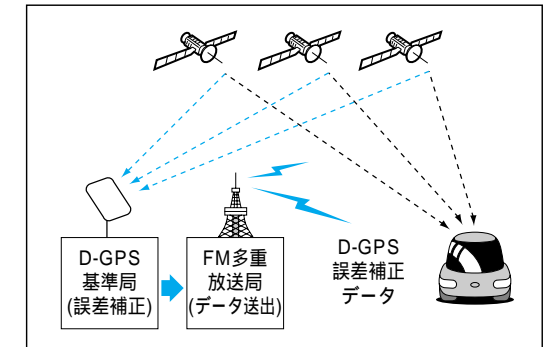 D-GPS
基準局
(誤差補正)
FM多重
放送局
(データ送出)
D-GPS
誤差補正
データ